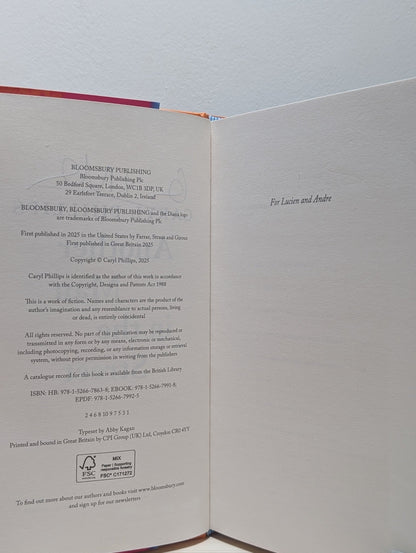 BLOOMSBURY PUBLISHING
Bloomsbury Publishing Plc
50 Bedford Square, London, WC1B 3DP, UK
29 Earlsfort Terrace, Dublin 2, Ireland
BLOOMSBURY, BLOOMSBURY PUBLISHING and the Diana logo
are trademarks of Bloomsbury Publishing Plc
First published in 2025 in the United States by Farrar, Straus and Giroux
First published in Great Britain 2025
Copyright © Caryl Phillips, 2025
Caryl Phillips is identified as the author of this work in accordance
with the Copyright, Designs and Patents Act 1988
This is a work of fiction. Names and characters are the product of the
author's imagination and any resemblance to actual persons, living
or dead, is entirely coincidental
All rights reserved. No part of this publication may be reproduced or
transmitted in any form or by any means, electronic or mechanical,
including photocopying, recording, or any information storage or retrieval
system, without prior permission in writing from the publishers
A catalogue record for this book is available from the British Library
ISBN: HB: 978-1-5266-7863-8; EBOOK: 978-1-5266-7991-8;
EPDF: 978-1-5266-7992-5
2 4 6 8 10 9 7 5 3 1
Typeset by Abby Kagan
Printed and bound in Great Britain by CPI Group (UK) Ltd, Croydon CR0 4YY
FSC
www.fsc.org
MIX
Paper | Supporting
responsible forestry
FSC® C171272
To find out more about our authors and books visit www.bloomsbury.com
and sign up for our newsletters
For Lucien and Andre